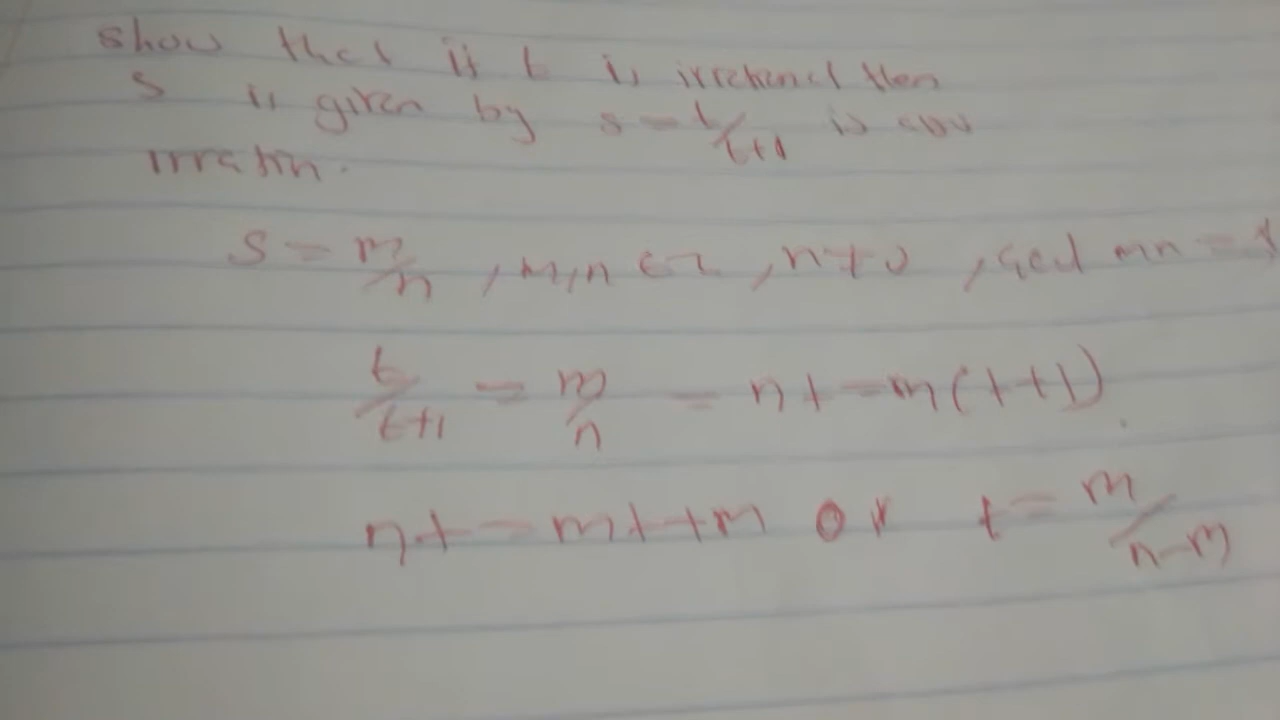 show that if t is irrational then
s is given by s = t/t+1 is also
irratin.
s = m/n , m,n ∈ Z , n ≠ 0 , gcd mn = 1
t/t+1 = m/n = nt = m(t+1)
nt = mt + m or t = m/n-m